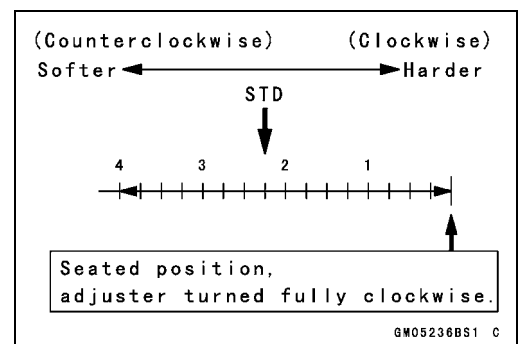 (Counterclockwise) (Clockwise)
Softer Harder
STD
4 3 2 1
Seated position,
adjuster turned fully clockwise.
GM05236BS1 C